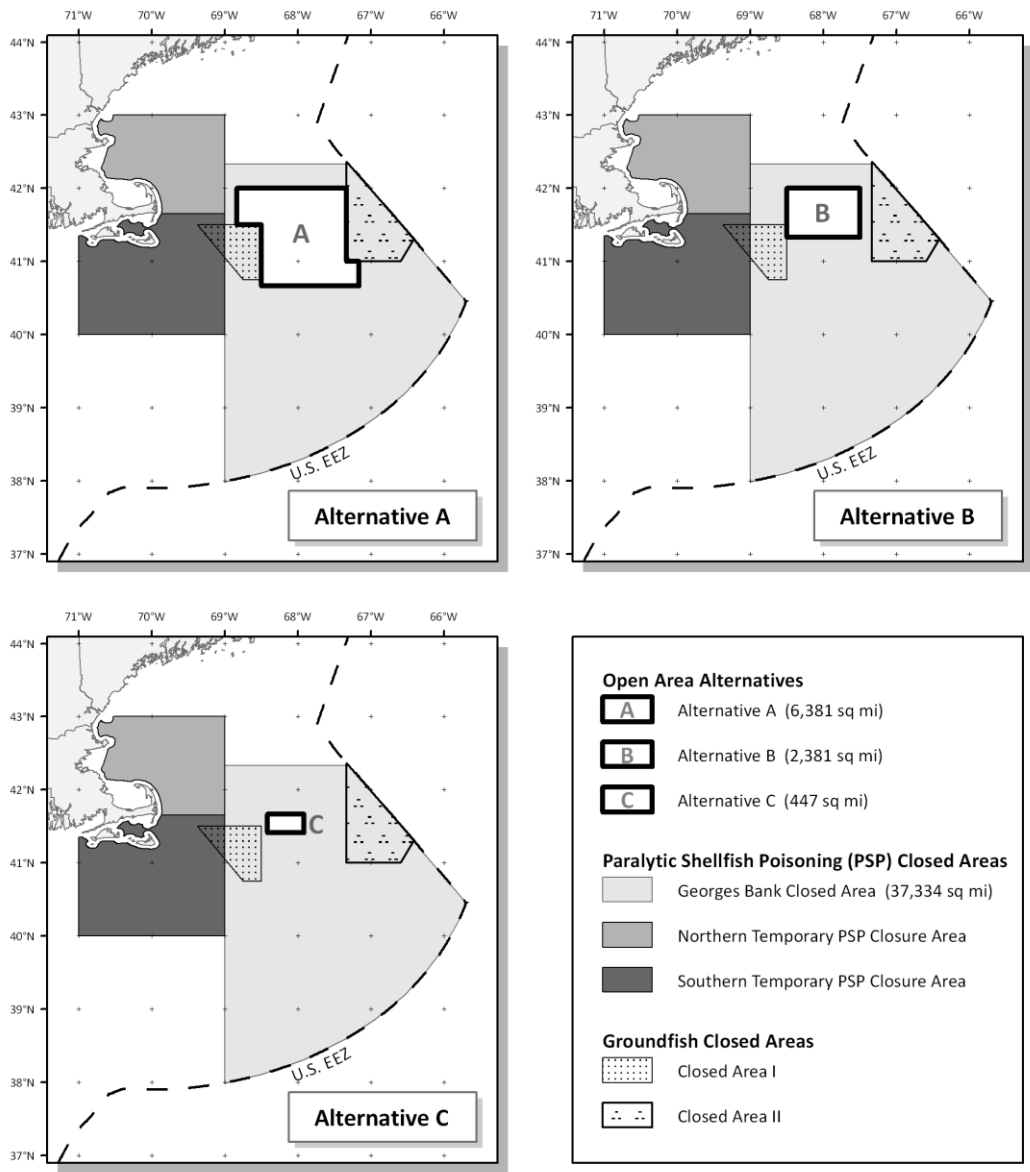 71°W 70°W 69°W 68°W 67°W 66°W
44°N
43°N
42°N
41°N
40°N
39°N
38°N
37°N
A
U.S. EEZ
Alternative A
71°W 70°W 69°W 68°W 67°W 66°W
44°N
43°N
42°N
41°N
40°N
39°N
38°N
37°N
B
U.S. EEZ
Alternative B
71°W 70°W 69°W 68°W 67°W 66°W
44°N
43°N
42°N
41°N
40°N
39°N
38°N
37°N
C
U.S. EEZ
Alternative C
Open Area Alternatives
A Alternative A (6,381 sq mi)
B Alternative B (2,381 sq mi)
C Alternative C (447 sq mi)
Paralytic Shellfish Poisoning (PSP) Closed Areas
Georges Bank Closed Area (37,334 sq mi)
Northern Temporary PSP Closure Area
Southern Temporary PSP Closure Area
Groundfish Closed Areas
Closed Area I
Closed Area II